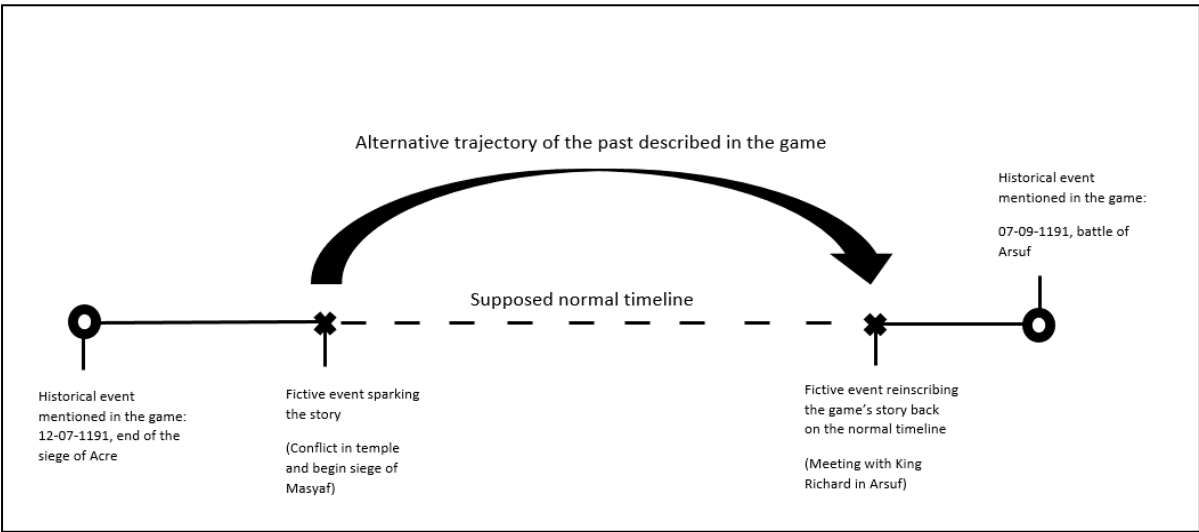 Alternative trajectory of the past described in the game
Historical event
mentioned in the game:
07-09-1191, battle of
Arsuf
Supposed normal timeline
Historical event
mentioned in the game:
12-07-1191, end of the
siege of Acre
Fictive event sparking
the story
(Conflict in temple
and begin siege of
Masyaf)
Fictive event reinscribing
the game's story back
on the normal timeline
(Meeting with King
Richard in Arsuf)